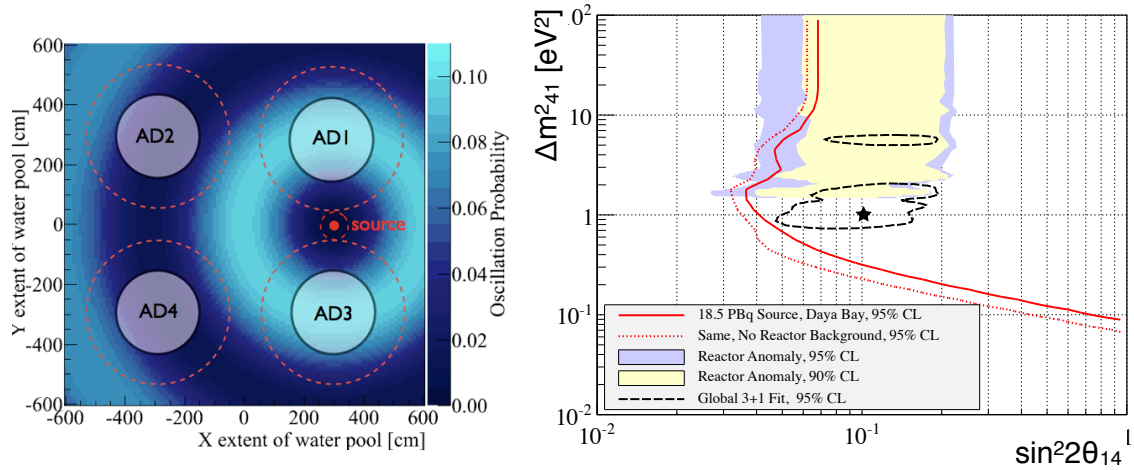 600
400
200
0
-200
-400
-600
Y extent of water pool [cm]
AD2
AD1
source
AD4
AD3
-600 -400 -200 0 200 400 600
X extent of water pool [cm]
0.10
0.08
0.06
0.04
0.02
0.00
Oscillation Probability
Δm²₄₁ [eV²]
10²
10
1
10⁻¹
10⁻²
18.5 PBq Source, Daya Bay, 95% CL
Same, No Reactor Background, 95% CL
Reactor Anomaly, 95% CL
Reactor Anomaly, 90% CL
Global 3+1 Fit, 95% CL
10⁻² 10⁻¹ 1
sin²2θ₁₄